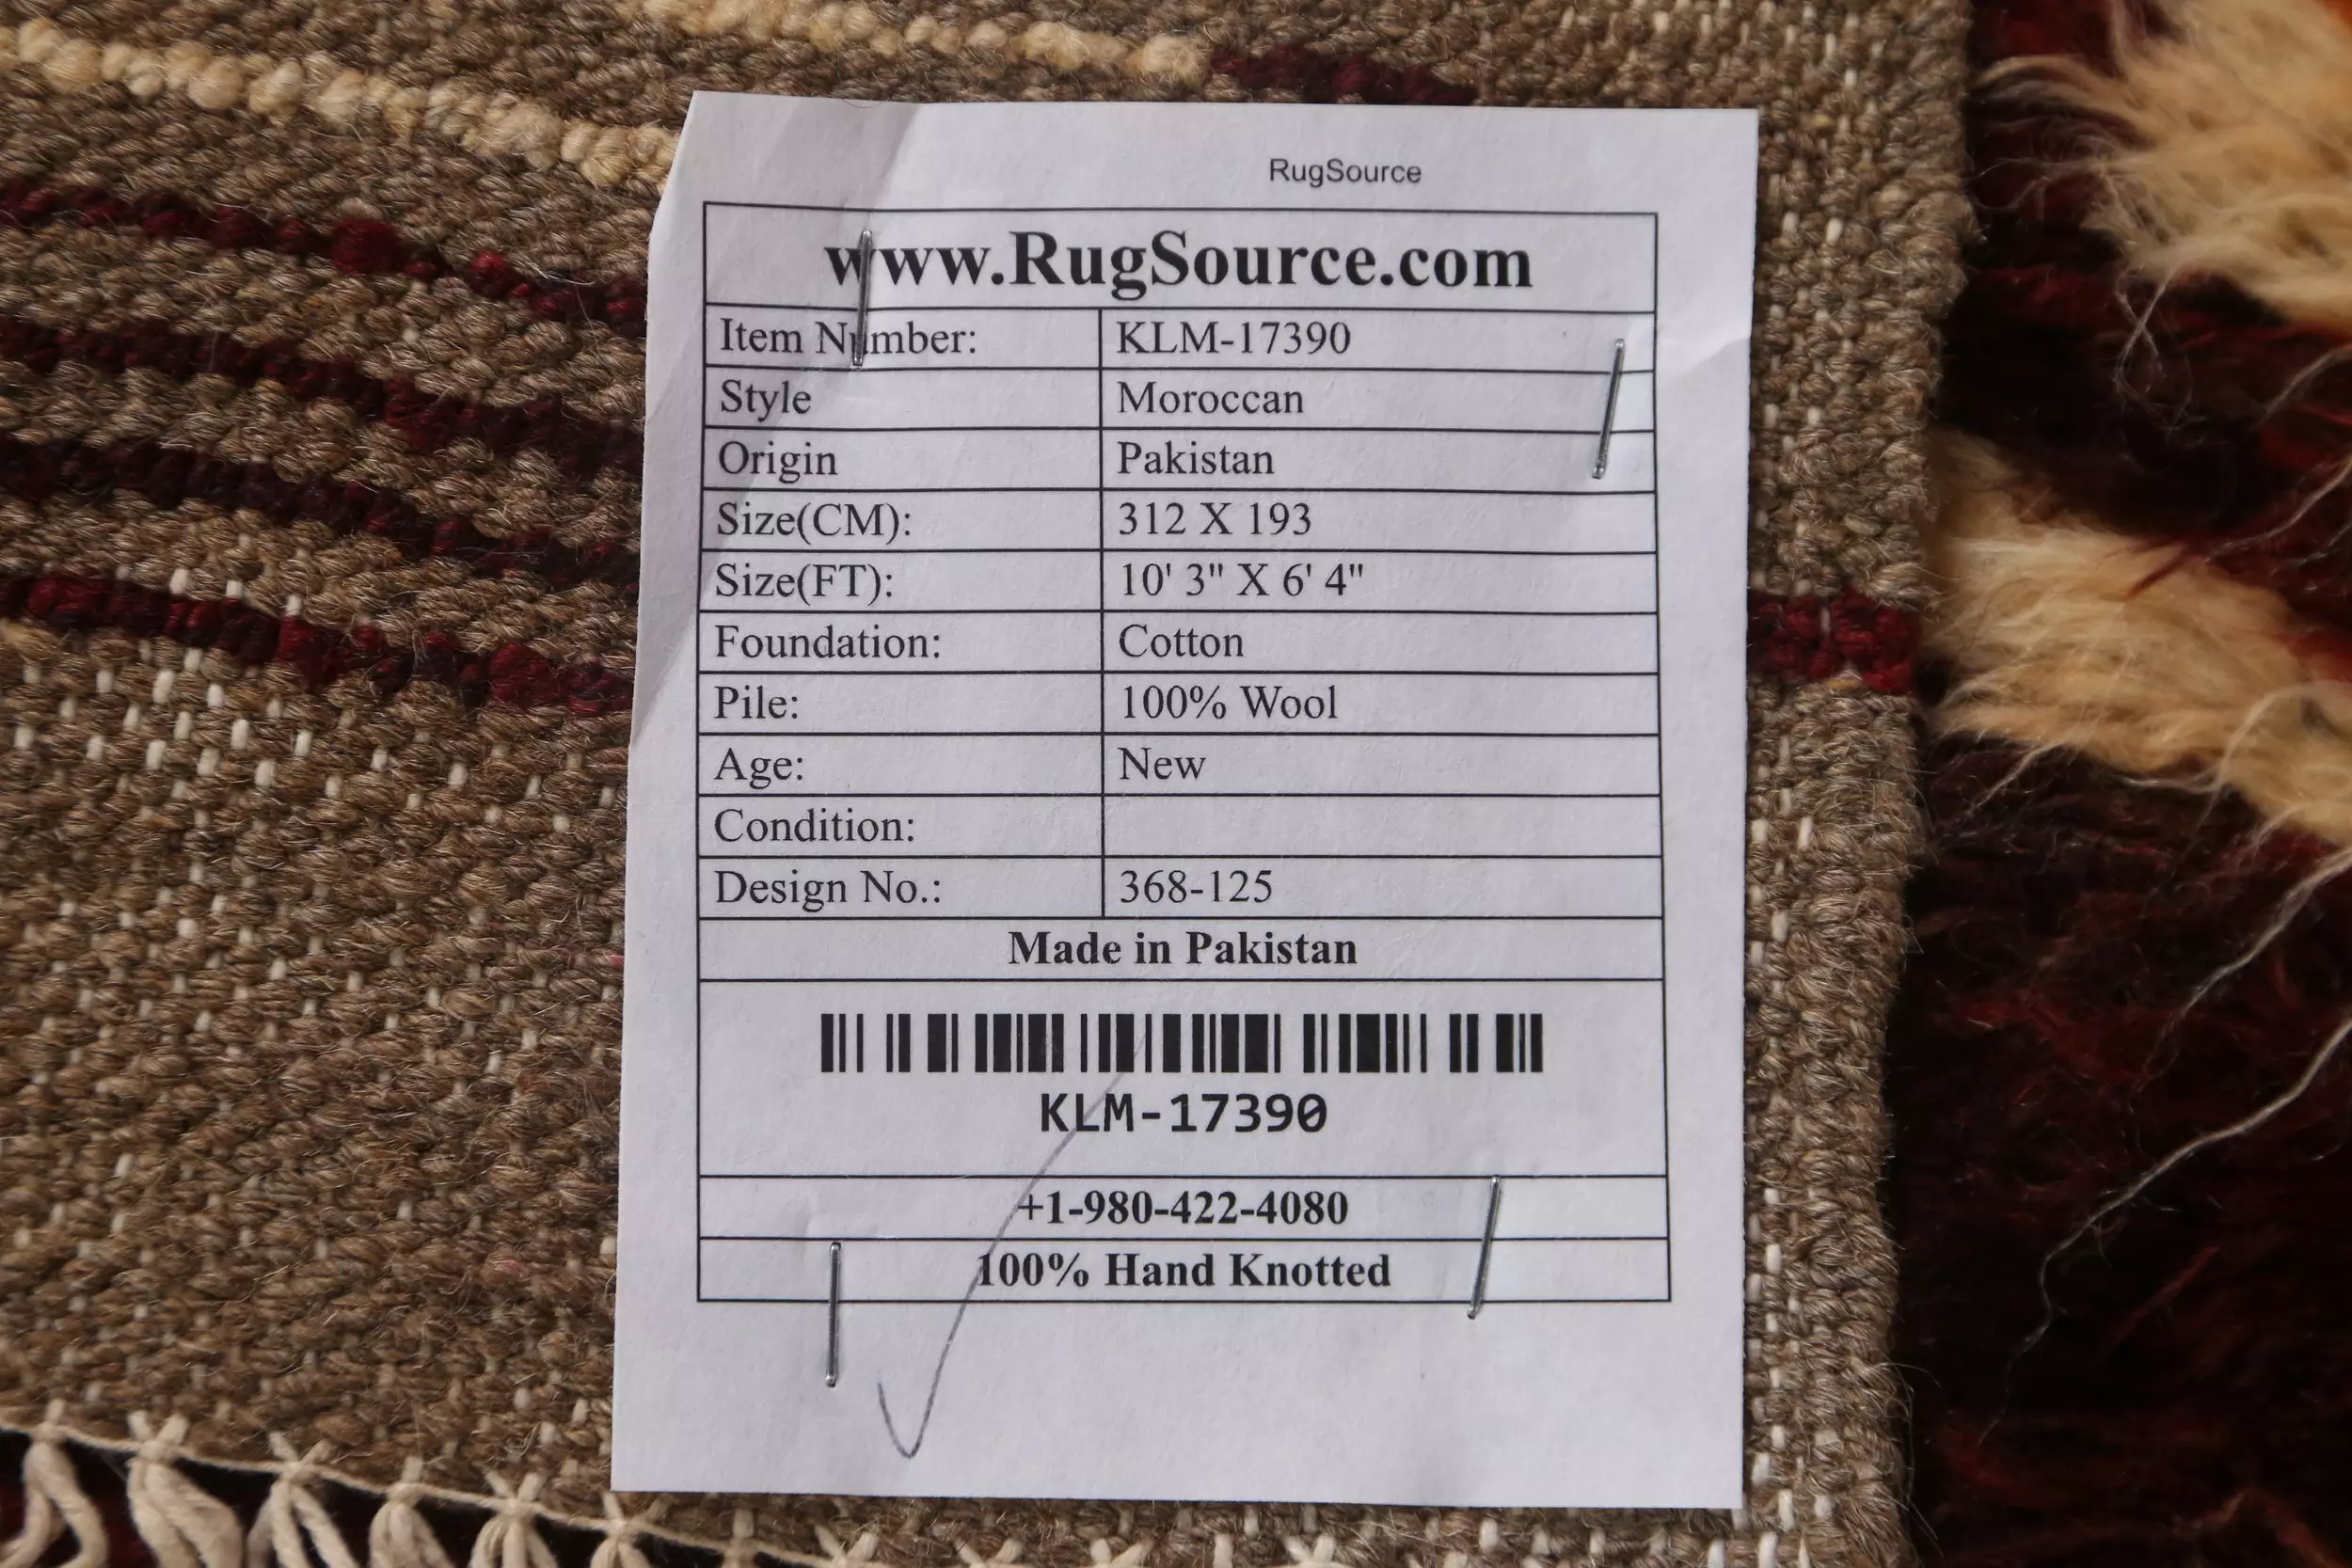 RugSource
www.RugSource.com
Item Number: KLM-17390
Style Moroccan
Origin Pakistan
Size(CM): 312 X 193
Size(FT): 10' 3" X 6' 4"
Foundation: Cotton
Pile: 100% Wool
Age: New
Condition:
Design No.: 368-125
Made in Pakistan
KLM-17390
+1-980-422-4080
100% Hand Knotted